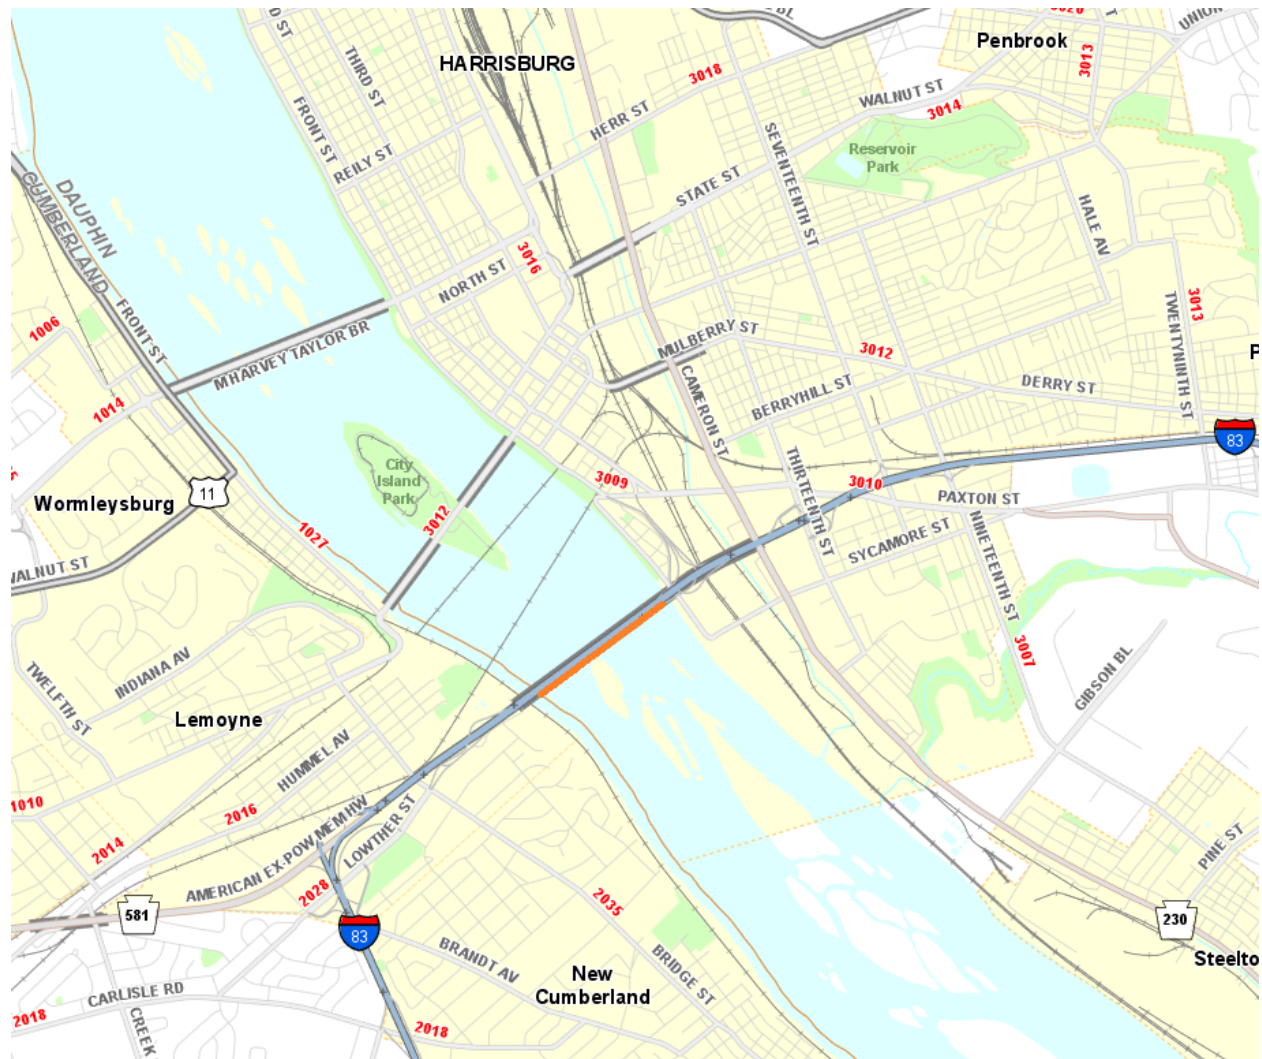 D ST
BL
3020
UNION
Penbrook
3013
HARRISBURG
THIRD ST
3018
WALNUT ST
3014
FRONT ST
HERR ST
REILY ST
SEVENTEENTH ST
Reservoir
Park
STATE ST
DAUPHIN
CUMBERLAND
HALE AV
3016
NORTH ST
FRONT ST
1006
TWENTYNINTH ST
3013
M HARVEY TAYLOR BR
MULBERRY ST
3012
P
1014
CAMERON ST
BERRYHILL ST
DERRY ST
83
City
Island
Park
3009
THIRTEENTH ST
3010
PAXTON ST
Wormleysburg
11
1027
3012
SYCAMORE ST
NINETEENTH ST
WALNUT ST
3007
TWELFTH ST
INDIANA AV
GIBSON BL
Lemoyne
HUMMEL AV
1010
2016
2014
AMERICAN EX-POW MEM HW
LOWTHER ST
PINE ST
2028
2035
581
230
83
BRANDT AV
BRIDGE ST
Steelto
New
Cumberland
CARLISLE RD
2018
CREEK
2018